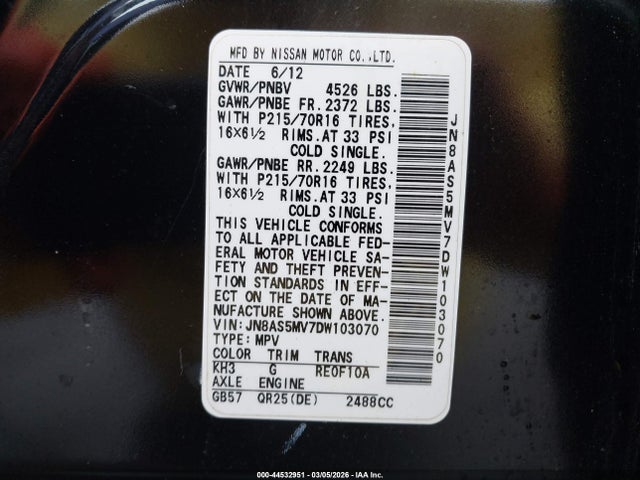 MFD BY NISSAN MOTOR CO.,LTD.
DATE 6/12
GVWR/PNBV 4526 LBS.
GAWR/PNBE FR. 2372 LBS.
WITH P215/70R16 TIRES,
16X6½ RIMS. AT 33 PSI
COLD SINGLE.
GAWR/PNBE RR. 2249 LBS.
WITH P215/70R16 TIRES,
16X6½ RIMS. AT 33 PSI
COLD SINGLE.
THIS VEHICLE CONFORMS
TO ALL APPLICABLE FED-
ERAL MOTOR VEHICLE SA-
FETY AND THEFT PREVEN-
TION STANDARDS IN EFF-
ECT ON THE DATE OF MA-
NUFACTURE SHOWN ABOVE.
VIN: JN8AS5MV7DW103070
TYPE: MPV
COLOR TRIM TRANS
KH3 G RE0F10A
AXLE ENGINE
GB57 QR25(DE) 2488CC
JN8AS5MV7DW103070
000-44532951 - 03/05/2026 - IAA Inc.